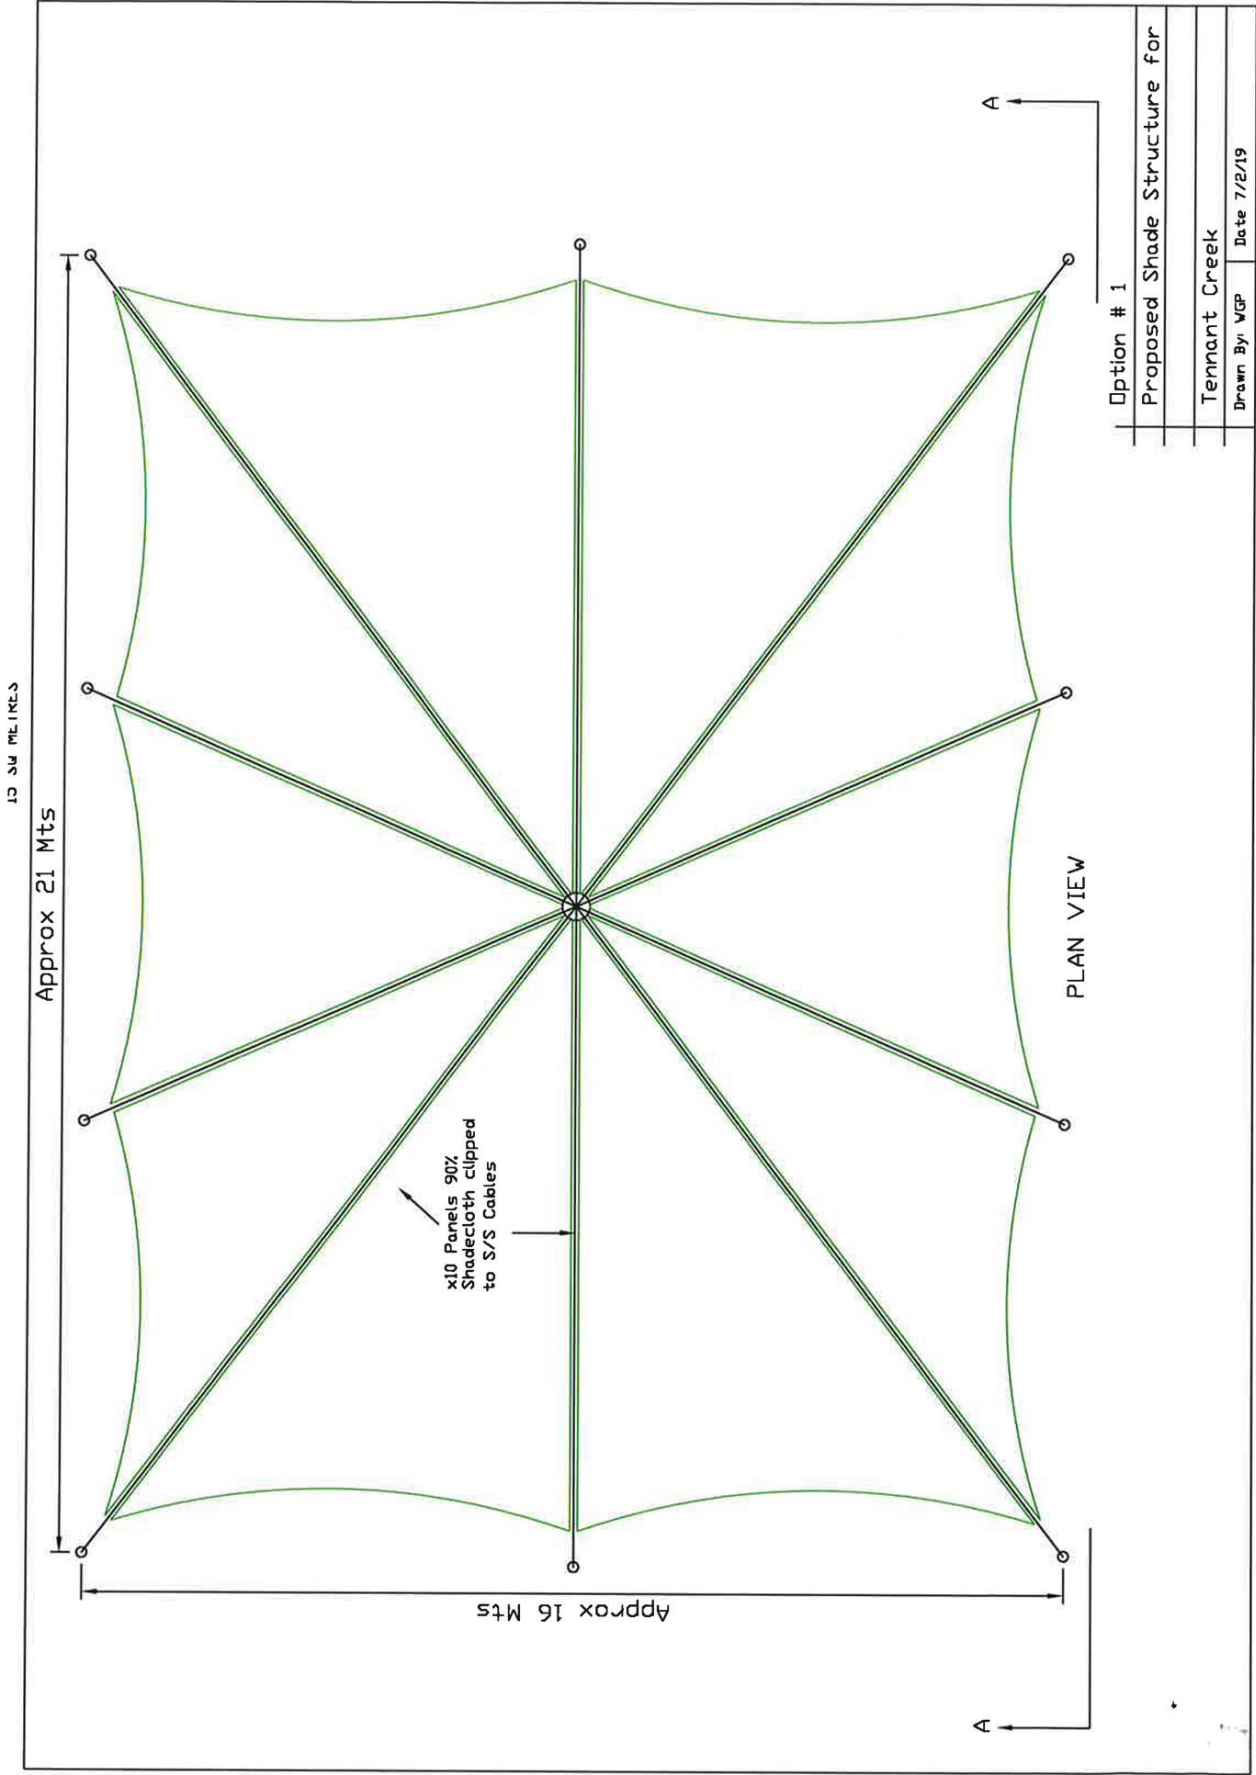 Approx 21 Mts
Approx 16 Mts
x10 Panels 90%
Shadecloth clipped
to S/S Cables
PLAN VIEW
A
A
Option # 1
Proposed Shade Structure for
Tennant Creek
Drawn By: WGP
Date 7/2/19